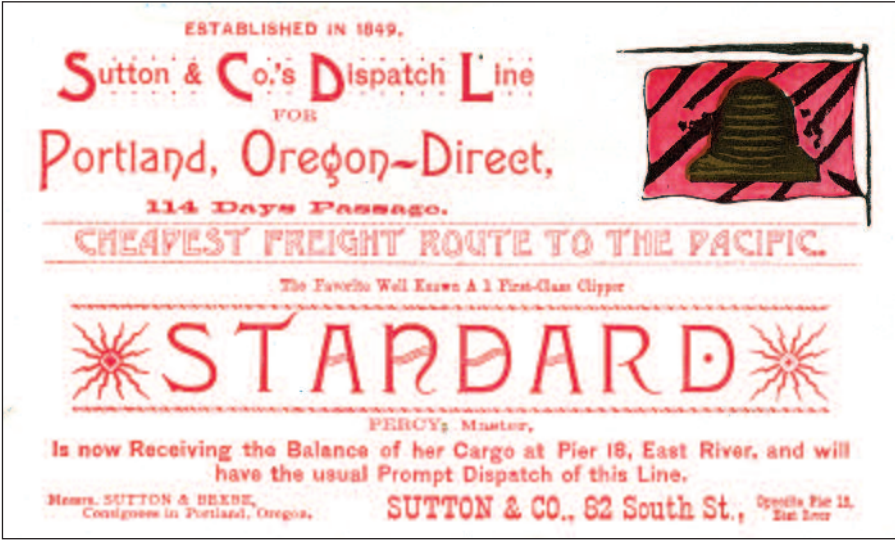 ESTABLISHED IN 1849.
Sutton & Co.'s Dispatch Line
FOR
Portland, Oregon~Direct,
114 Days Passage.
CHEAPEST FREIGHT ROUTE TO THE PACIFIC.
The Favorite Well Known A 1 First-Class Clipper
STANDARD
PERCY, Master,
Is now Receiving the Balance of her Cargo at Pier 18, East River, and will
have the usual Prompt Dispatch of this Line.
Messrs. SUTTON & BEEBE,
Consignees in Portland, Oregon.
SUTTON & CO., 82 South St.,
Opposite Pier 18,
East River